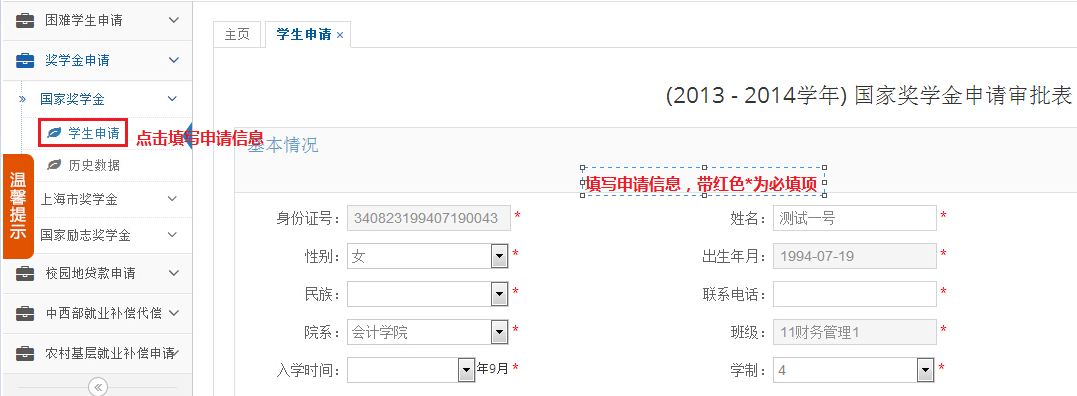 困难学生申请
奖学金申请
国家奖学金
学生申请
点击填写申请信息
历史数据
温馨提示
上海市奖学金
国家励志奖学金
校园地贷款申请
中西部就业补偿代偿
农村基层就业补偿申请
主页 学生申请 ×
(2013 - 2014学年) 国家奖学金申请审批表
基本情况
填写申请信息，带红色*为必填项
身份证号： 340823199407190043 * 姓名： 测试一号 *
性别： 女 * 出生年月： 1994-07-19 *
民族： * 联系电话： *
院系： 会计学院 * 班级： 11财务管理1 *
入学时间： 年9月 * 学制： 4 *